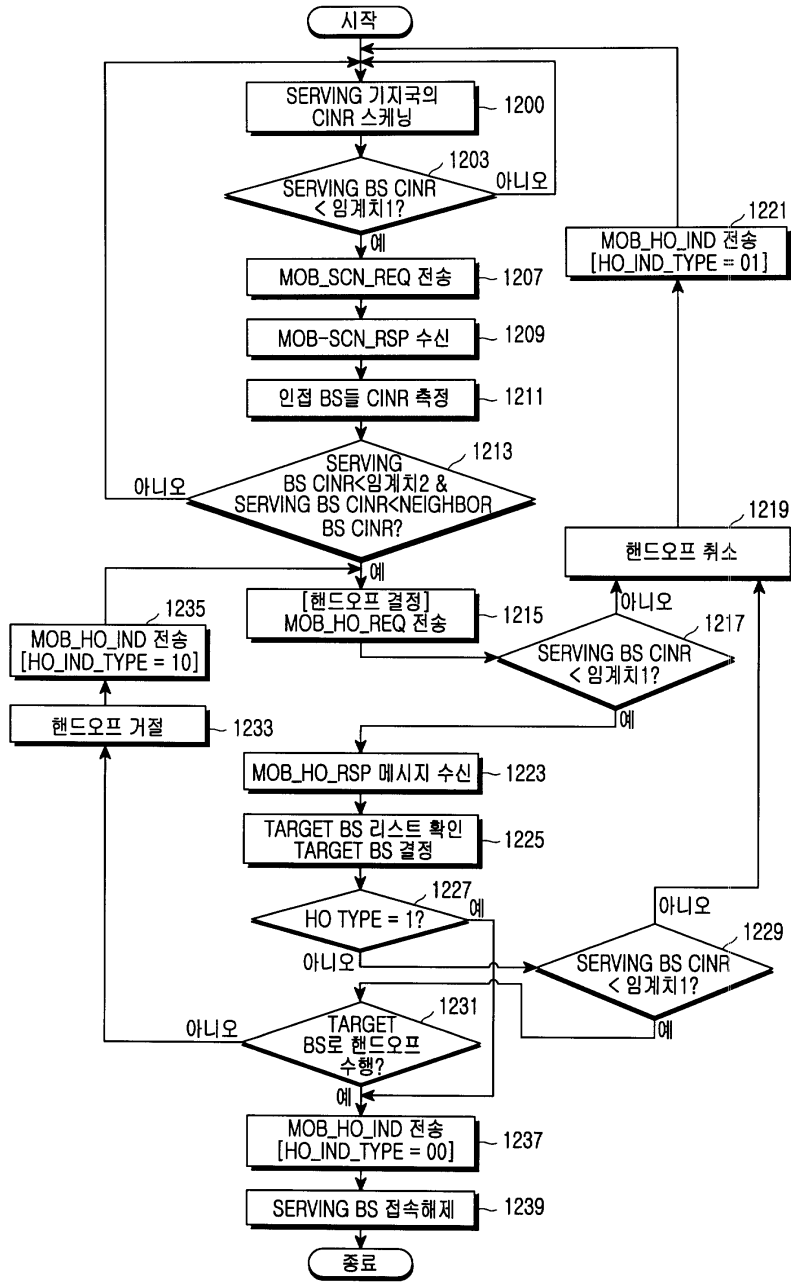 시작
SERVING 기지국의
CINR 스케닝
1200
1203
SERVING BS CINR
< 임계치1?
아니오
예
1221
MOB_HO_IND 전송
[HO_IND_TYPE = 01]
MOB_SCN_REQ 전송
1207
MOB-SCN_RSP 수신
1209
인접 BS들 CINR 측정
1211
1213
SERVING
BS CINR<임계치2 &
SERVING BS CINR<NEIGHBOR
BS CINR?
아니오
예
1219
핸드오프 취소
[핸드오프 결정]
MOB_HO_REQ 전송
1215
아니오
1217
SERVING BS CINR
< 임계치1?
예
1235
MOB_HO_IND 전송
[HO_IND_TYPE = 10]
핸드오프 거절
1233
MOB_HO_RSP 메시지 수신
1223
TARGET BS 리스트 확인
TARGET BS 결정
1225
1227
HO TYPE = 1?
예
아니오
아니오
1229
SERVING BS CINR
< 임계치1?
예
1231
TARGET
BS로 핸드오프
수행?
아니오
예
MOB_HO_IND 전송
[HO_IND_TYPE = 00]
1237
SERVING BS 접속해제
1239
종료